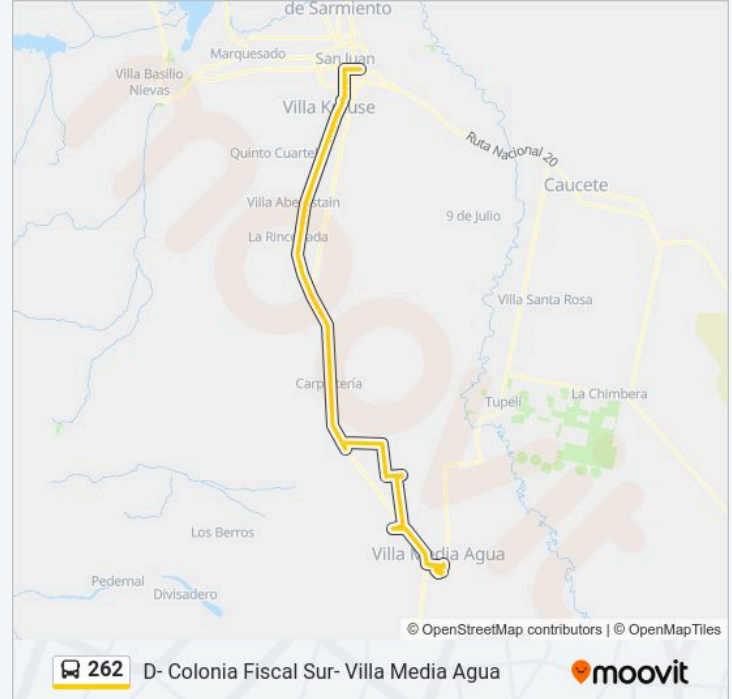 de Sarmiento
Marquesado
San Juan
Villa Basilio
Nievas
Villa Krause
Ruta Nacional 20
Quinto Cuartel
Caucete
Villa Aberastain
9 de Julio
La Rinconada
Villa Santa Rosa
Carpintería
La Chimbera
Tupelí
Los Berros
Villa Media Agua
Pedernal
Divisadero
© OpenStreetMap contributors | © OpenMapTiles
262 D- Colonia Fiscal Sur- Villa Media Agua
moovit
moovit